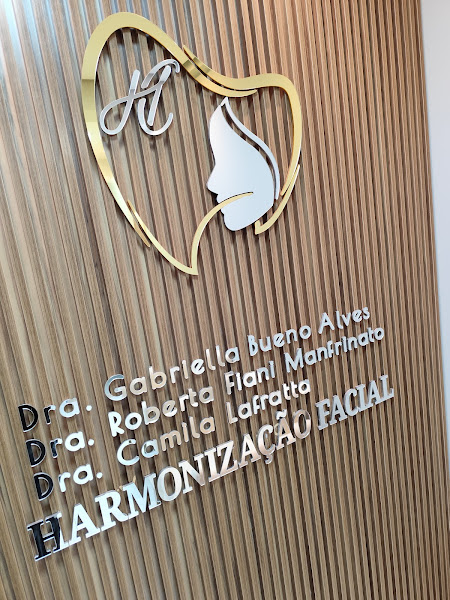 Dra. Gabriella Bueno Alves
Dra. Roberta Fiani Manfrinato
Dra. Camila Lafratta
HARMONIZAÇÃO FACIAL